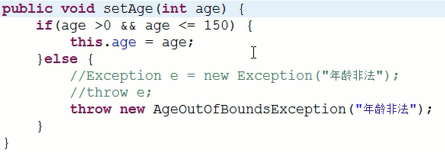 public void setAge(int age) {
    if(age >0 && age <= 150) {
        this.age = age;
    }else {
        //Exception e = new Exception("年龄非法");
        //throw e;
        throw new AgeOutOfBoundsException("年龄非法");
    }
}